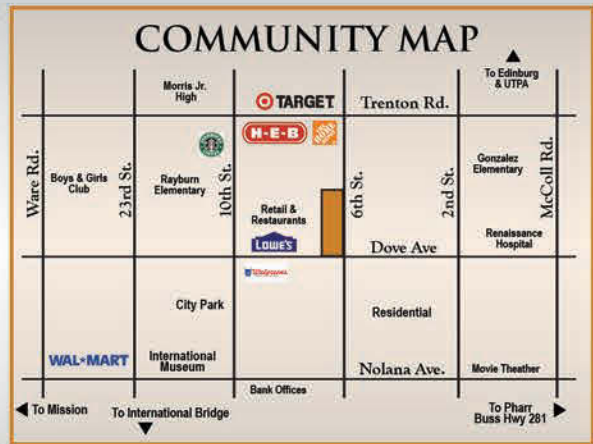 COMMUNITY MAP
To Edinburg
& UTPA
Morris Jr.
High
TARGET
Trenton Rd.
H-E-B
THE HOME DEPOT
Ware Rd.
Boys & Girls
Club
23rd St.
Rayburn
Elementary
10th St.
Retail &
Restaurants
LOWE'S
6th St.
2nd St.
Gonzalez
Elementary
McColl Rd.
Renaissance
Hospital
Dove Ave
Walgreens
City Park
Residential
WAL★MART
International
Museum
Nolana Ave.
Movie Theather
Bank Offices
To Mission
To International Bridge
To Pharr
Buss Hwy 281